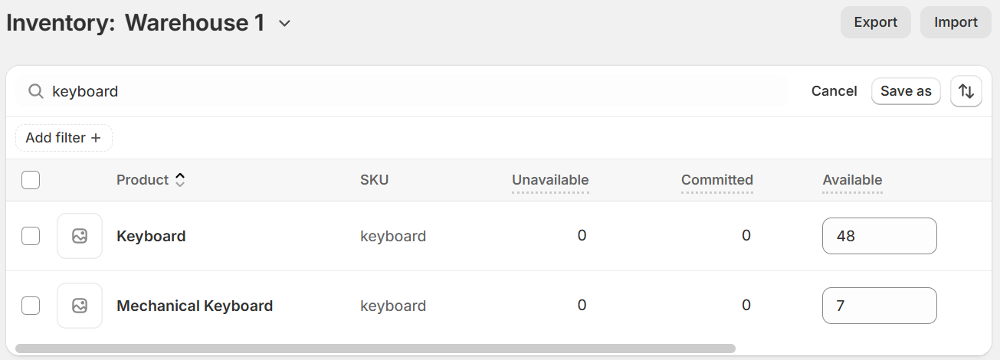 Inventory: Warehouse 1
Export
Import
keyboard
Cancel
Save as
Add filter +
Product
SKU
Unavailable
Committed
Available
Keyboard
keyboard
0
0
48
Mechanical Keyboard
keyboard
0
0
7